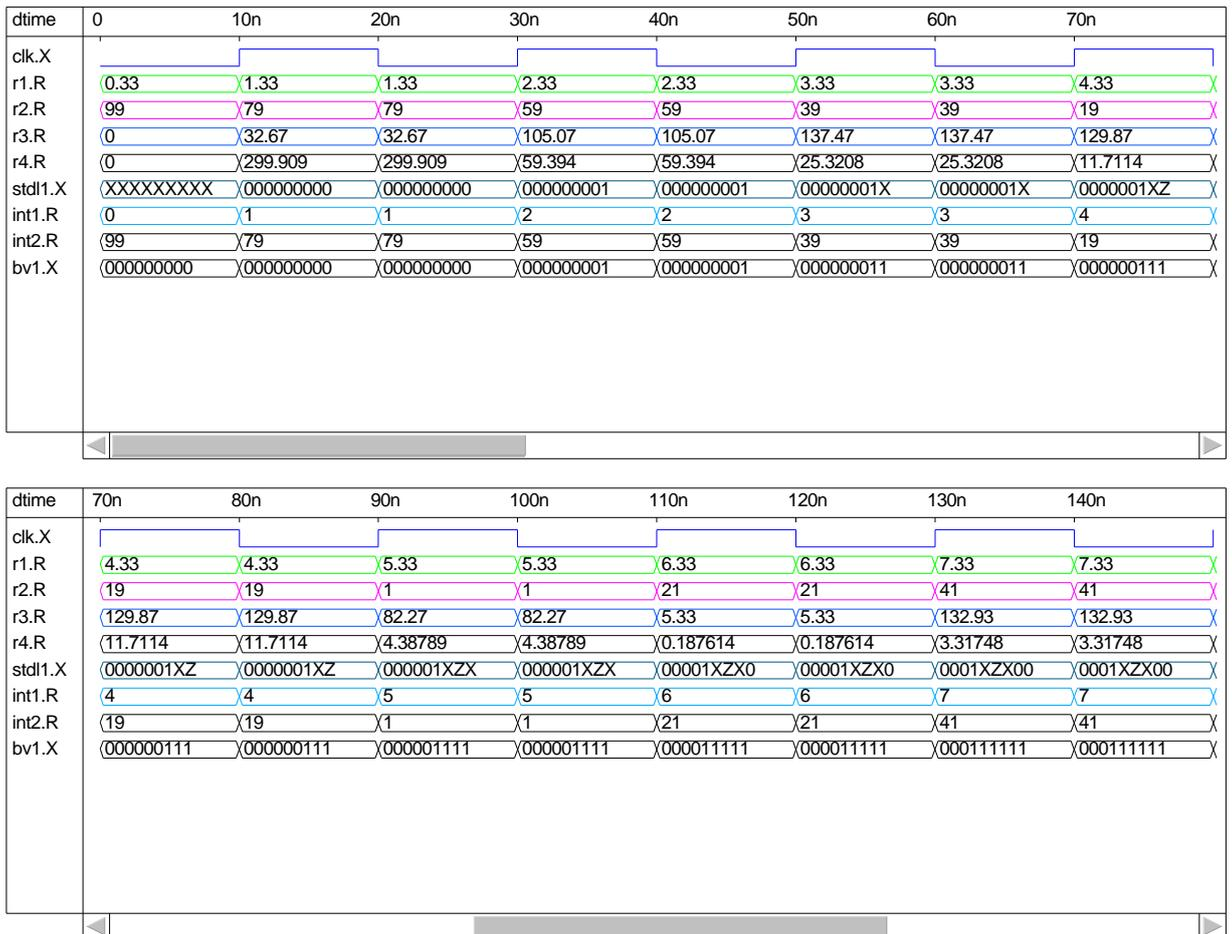 dtime 0 10n 20n 30n 40n 50n 60n 70n
clk.X
r1.R 0.33 1.33 1.33 2.33 2.33 3.33 3.33 4.33
r2.R 99 79 79 59 59 39 39 19
r3.R 0 32.67 32.67 105.07 105.07 137.47 137.47 129.87
r4.R 0 299.909 299.909 59.394 59.394 25.3208 25.3208 11.7114
stdl1.X XXXXXXXXX 000000000 000000000 000000001 000000001 00000001X 00000001X 0000001XZ
int1.R 0 1 1 2 2 3 3 4
int2.R 99 79 79 59 59 39 39 19
bv1.X 000000000 000000000 000000000 000000001 000000001 000000011 000000011 000000111
dtime 70n 80n 90n 100n 110n 120n 130n 140n
clk.X
r1.R 4.33 4.33 5.33 5.33 6.33 6.33 7.33 7.33
r2.R 19 19 1 1 21 21 41 41
r3.R 129.87 129.87 82.27 82.27 5.33 5.33 132.93 132.93
r4.R 11.7114 11.7114 4.38789 4.38789 0.187614 0.187614 3.31748 3.31748
stdl1.X 0000001XZ 0000001XZ 000001XZX 000001XZX 00001XZX0 00001XZX0 0001XZX00 0001XZX00
int1.R 4 4 5 5 6 6 7 7
int2.R 19 19 1 1 21 21 41 41
bv1.X 000000111 000000111 000001111 000001111 000011111 000011111 000111111 000111111